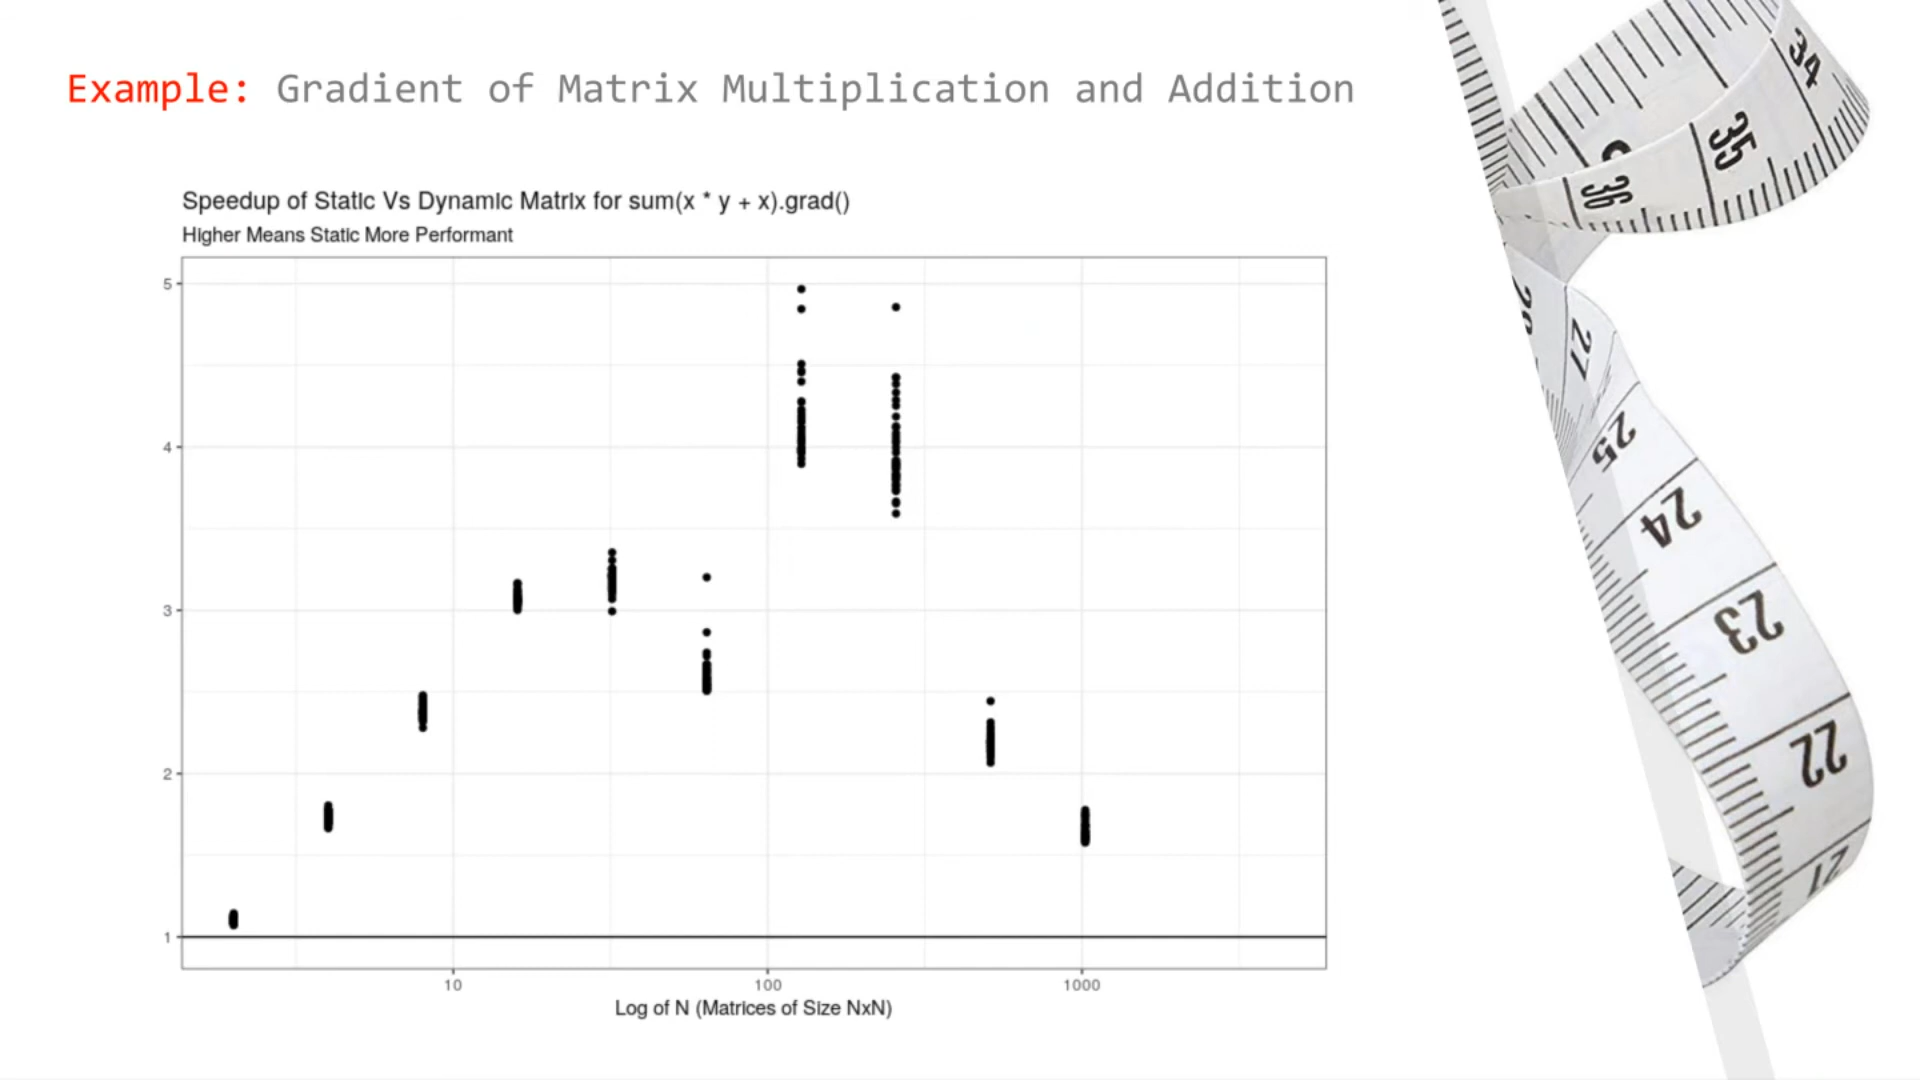 Example: Gradient of Matrix Multiplication and Addition
Speedup of Static Vs Dynamic Matrix for sum(x * y + x).grad()
Higher Means Static More Performant
5
4
3
2
1
10 100 1000
Log of N (Matrices of Size NxN)
34
35
36
27
25
24
23
22
21